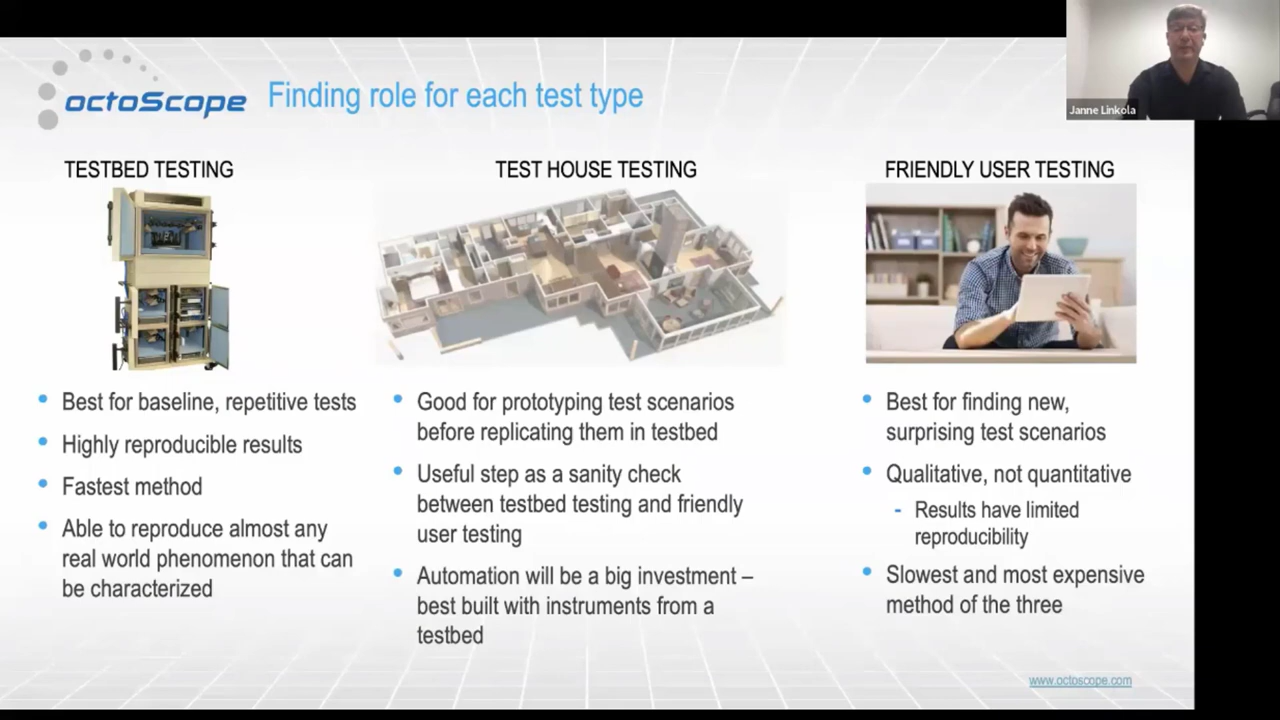 octoScope
Finding role for each test type
Janne Linkola
TESTBED TESTING
Best for baseline, repetitive tests
Highly reproducible results
Fastest method
Able to reproduce almost any
real world phenomenon that can
be characterized
TEST HOUSE TESTING
Good for prototyping test scenarios
before replicating them in testbed
Useful step as a sanity check
between testbed testing and friendly
user testing
Automation will be a big investment –
best built with instruments from a
testbed
FRIENDLY USER TESTING
Best for finding new,
surprising test scenarios
Qualitative, not quantitative
- Results have limited
reproducibility
Slowest and most expensive
method of the three
www.octoscope.com